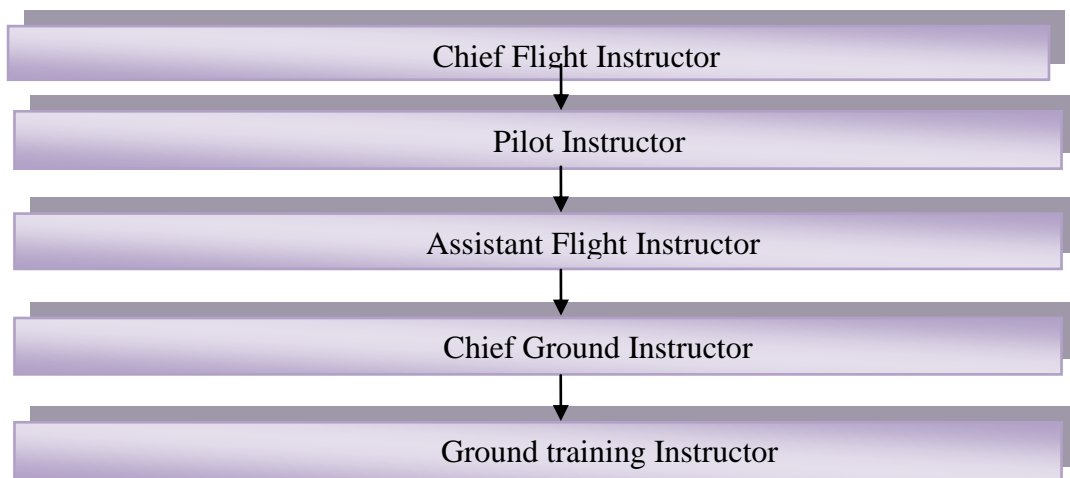 Chief Flight Instructor
Pilot Instructor
Assistant Flight Instructor
Chief Ground Instructor
Ground training Instructor